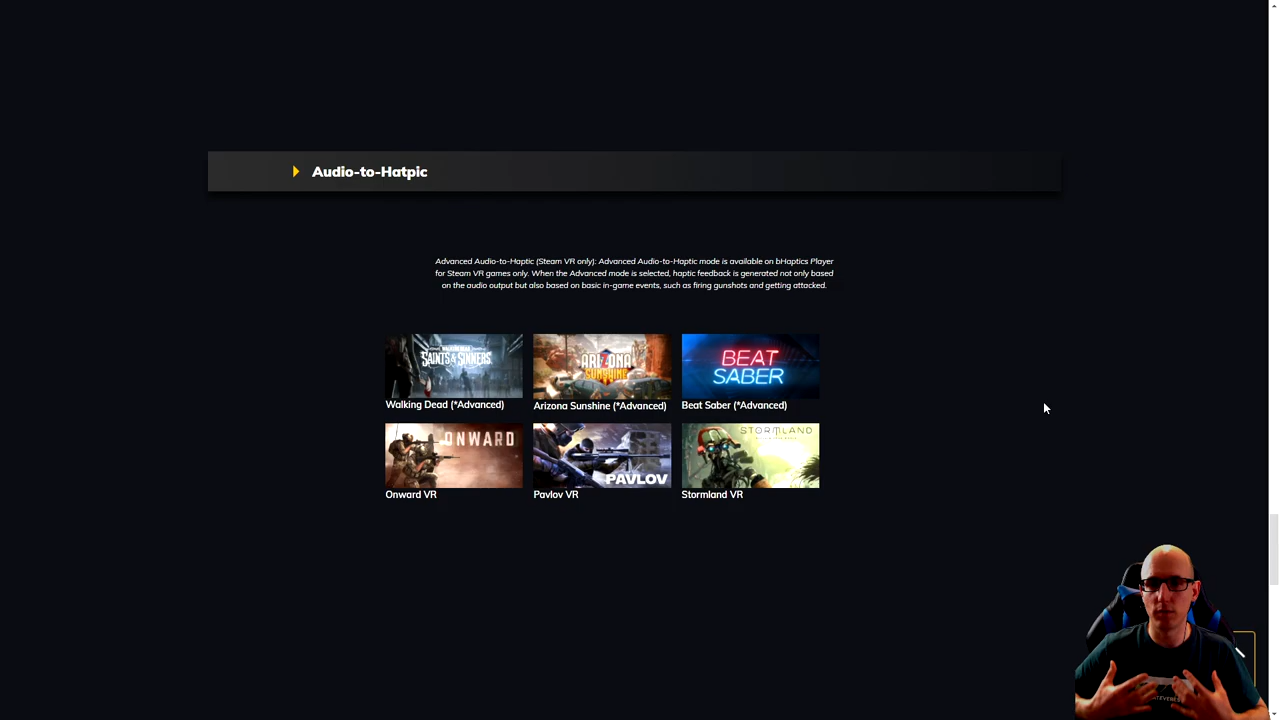 Audio-to-Hatpic
Advanced Audio-to-Haptic (Steam VR only): Advanced Audio-to-Haptic mode is available on bHaptics Player
for Steam VR games only. When the Advanced mode is selected, haptic feedback is generated not only based
on the audio output but also based on basic in-game events, such as firing gunshots and getting attacked.
SAINTS & SINNERS
ARIZONA
SUNSHINE
BEAT
SABER
Walking Dead (*Advanced)
Arizona Sunshine (*Advanced)
Beat Saber (*Advanced)
ONWARD
PAVLOV
STORMLAND
Onward VR
Pavlov VR
Stormland VR